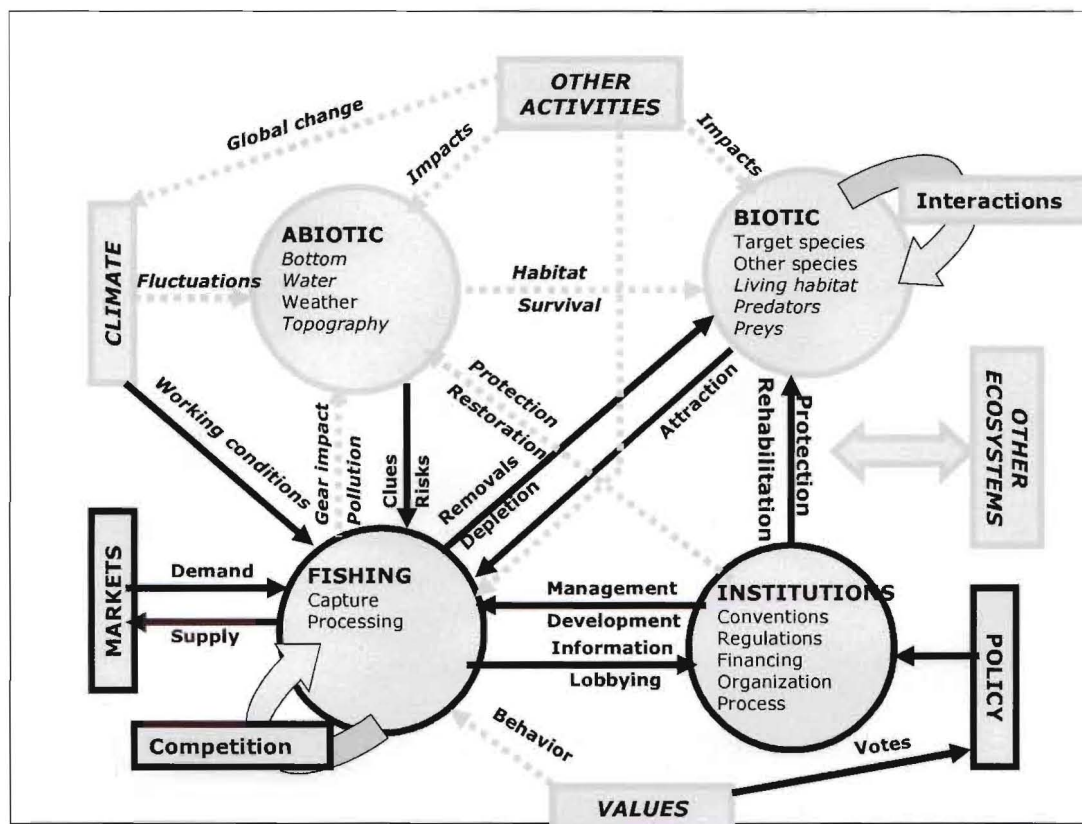 OTHER
ACTIVITIES
Global change
Impacts
Impacts
CLIMATE
Fluctuations
ABIOTIC
Bottom
Water
Weather
Topography
Habitat
Survival
BIOTIC
Target species
Other species
Living habitat
Predators
Preys
Interactions
Working conditions
Gear impact
Pollution
Clues
Risks
Protection
Restoration
Removals
Depletion
Attraction
Rehabilitation
Protection
OTHER
ECOSYSTEMS
MARKETS
Demand
Supply
FISHING
Capture
Processing
Competition
Management
Development
Information
Lobbying
INSTITUTIONS
Conventions
Regulations
Financing
Organization
Process
POLICY
Behavior
Votes
VALUES